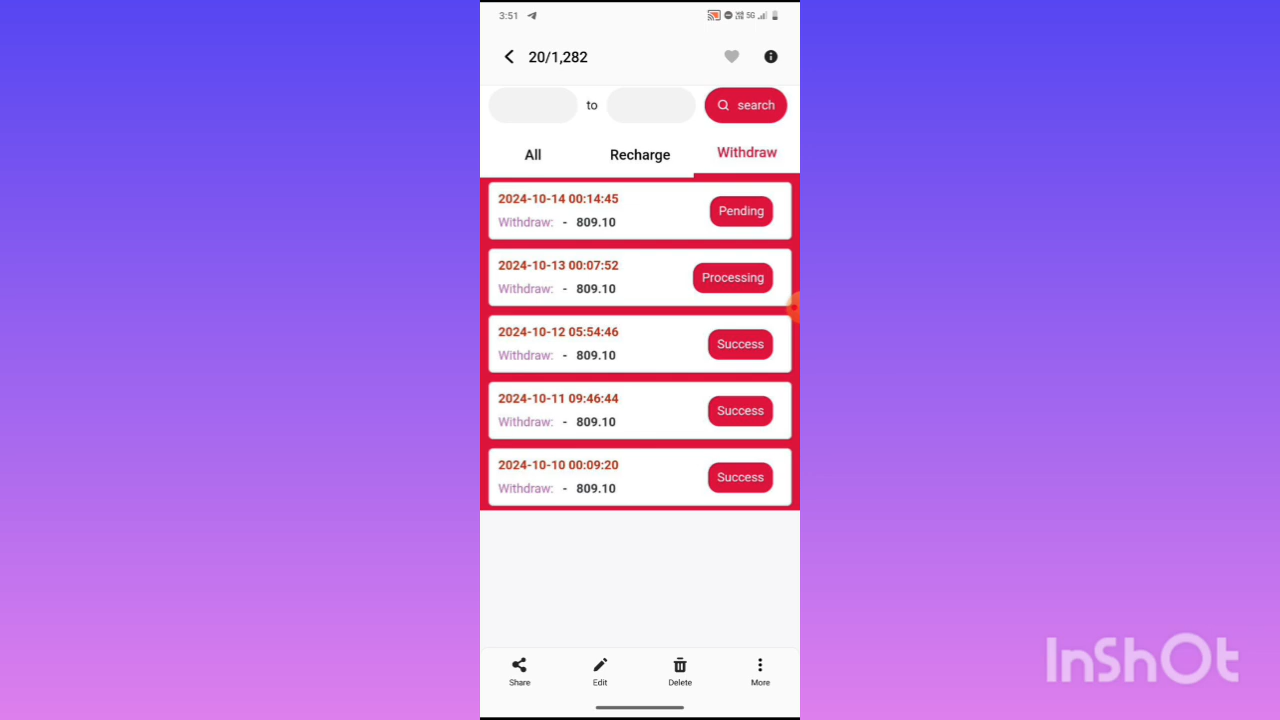 3:51
5G
20/1,282
to
search
All
Recharge
Withdraw
2024-10-14 00:14:45
Withdraw: - 809.10
Pending
2024-10-13 00:07:52
Withdraw: - 809.10
Processing
2024-10-12 05:54:46
Withdraw: - 809.10
Success
2024-10-11 09:46:44
Withdraw: - 809.10
Success
2024-10-10 00:09:20
Withdraw: - 809.10
Success
Share
Edit
Delete
More
InShOt